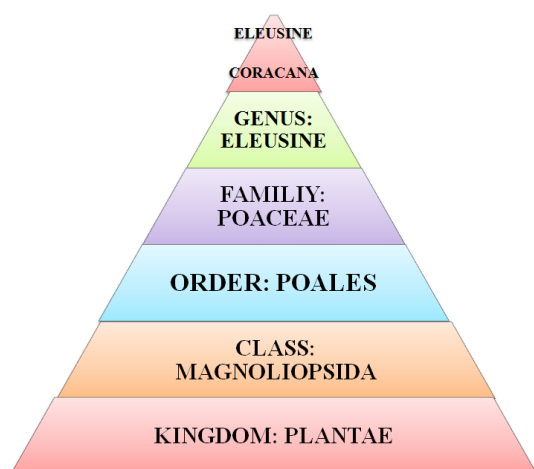 ELEUSINE
CORACANA
GENUS:
ELEUSINE
FAMILIY:
POACEAE
ORDER: POALES
CLASS:
MAGNOLIOPSIDA
KINGDOM: PLANTAE